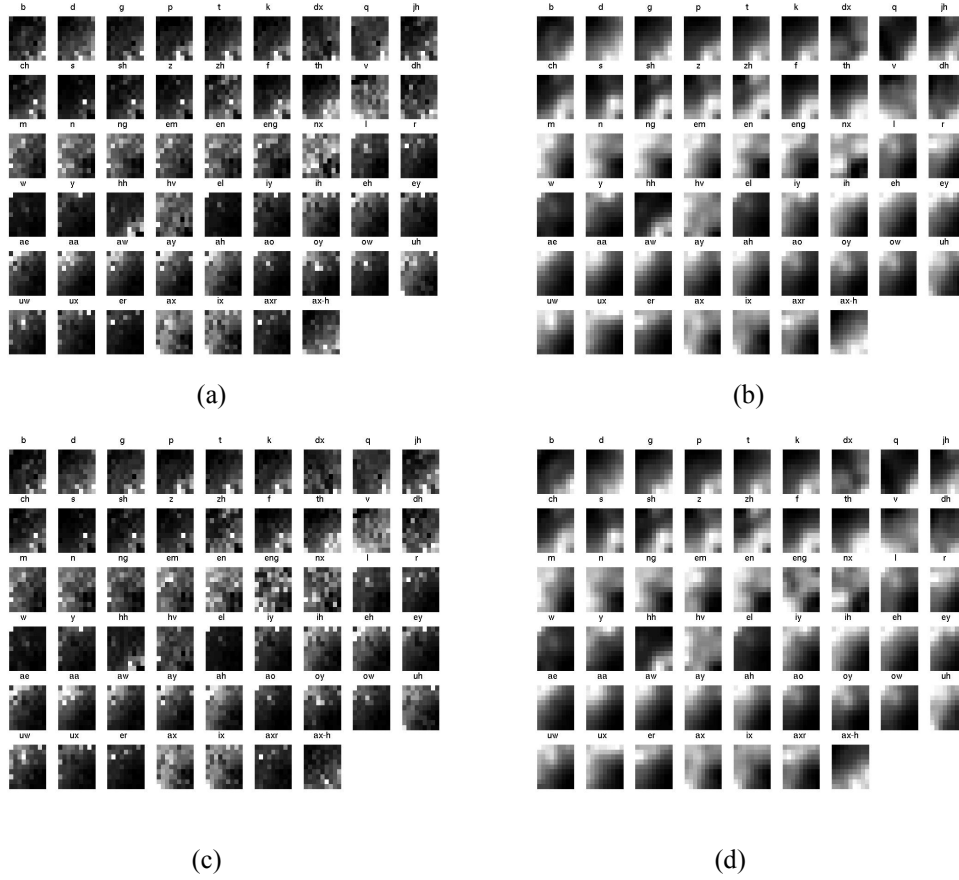 b d g p t k dx q jh
ch s sh z zh f th v dh
m n ng em en eng nx l r
w y hh hv el iy ih eh ey
ae aa aw ay ah ao oy ow uh
uw ux er ax ix axr ax-h
(a)
b d g p t k dx q jh
ch s sh z zh f th v dh
m n ng em en eng nx l r
w y hh hv el iy ih eh ey
ae aa aw ay ah ao oy ow uh
uw ux er ax ix axr ax-h
(b)
b d g p t k dx q jh
ch s sh z zh f th v dh
m n ng em en eng nx l r
w y hh hv el iy ih eh ey
ae aa aw ay ah ao oy ow uh
uw ux er ax ix axr ax-h
(c)
b d g p t k dx q jh
ch s sh z zh f th v dh
m n ng em en eng nx l r
w y hh hv el iy ih eh ey
ae aa aw ay ah ao oy ow uh
uw ux er ax ix axr ax-h
(d)